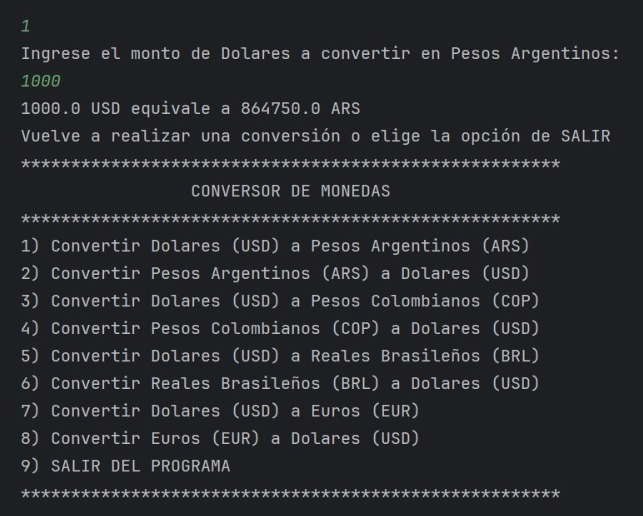 1
Ingrese el monto de Dolares a convertir en Pesos Argentinos:
1000
1000.0 USD equivale a 864750.0 ARS
Vuelve a realizar una conversión o elige la opción de SALIR
******************************************************
CONVERSOR DE MONEDAS
******************************************************
1) Convertir Dolares (USD) a Pesos Argentinos (ARS)
2) Convertir Pesos Argentinos (ARS) a Dolares (USD)
3) Convertir Dolares (USD) a Pesos Colombianos (COP)
4) Convertir Pesos Colombianos (COP) a Dolares (USD)
5) Convertir Dolares (USD) a Reales Brasileños (BRL)
6) Convertir Reales Brasileños (BRL) a Dolares (USD)
7) Convertir Dolares (USD) a Euros (EUR)
8) Convertir Euros (EUR) a Dolares (USD)
9) SALIR DEL PROGRAMA
******************************************************